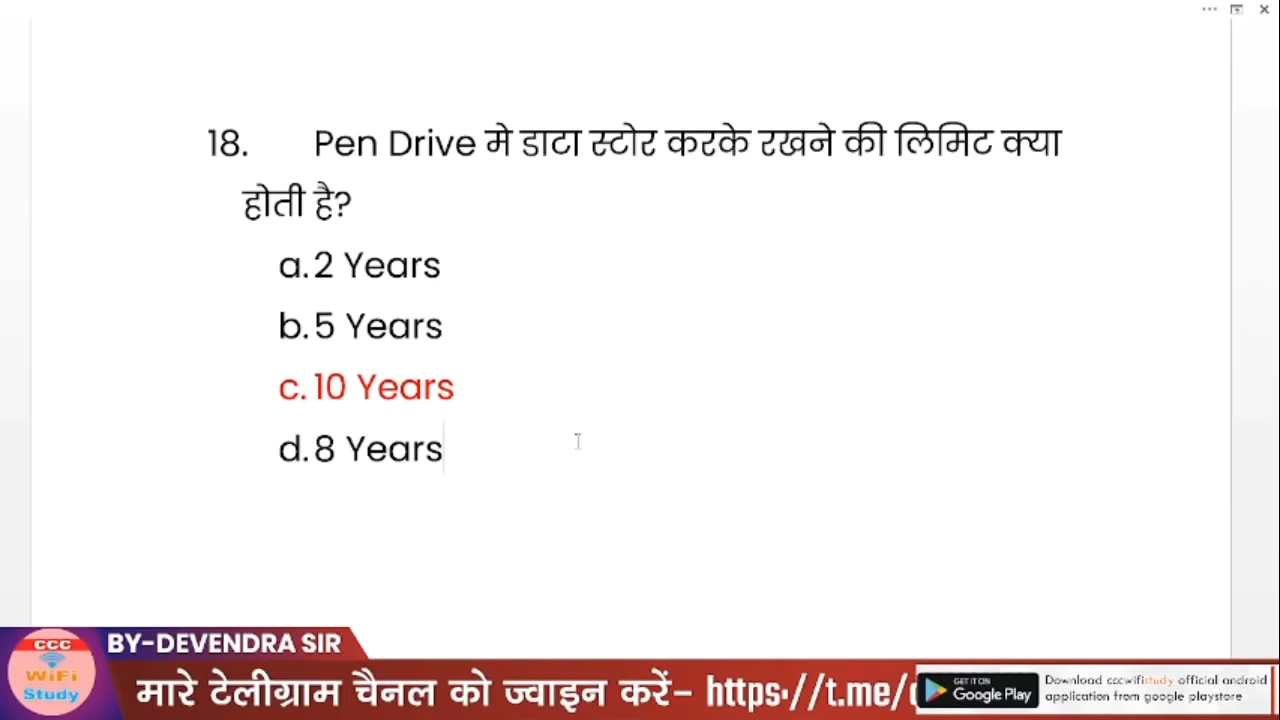 18. Pen Drive मे डाटा स्टोर करके रखने की लिमिट क्या
होती है?
a. 2 Years
b. 5 Years
c. 10 Years
d. 8 Years
CCC
WiFi
Study
BY-DEVENDRA SIR
मारे टेलीग्राम चैनल को ज्वाइन करें- https://t.me/
GET IT ON
Google Play
Download cccwifistudy official android
application from google playstore